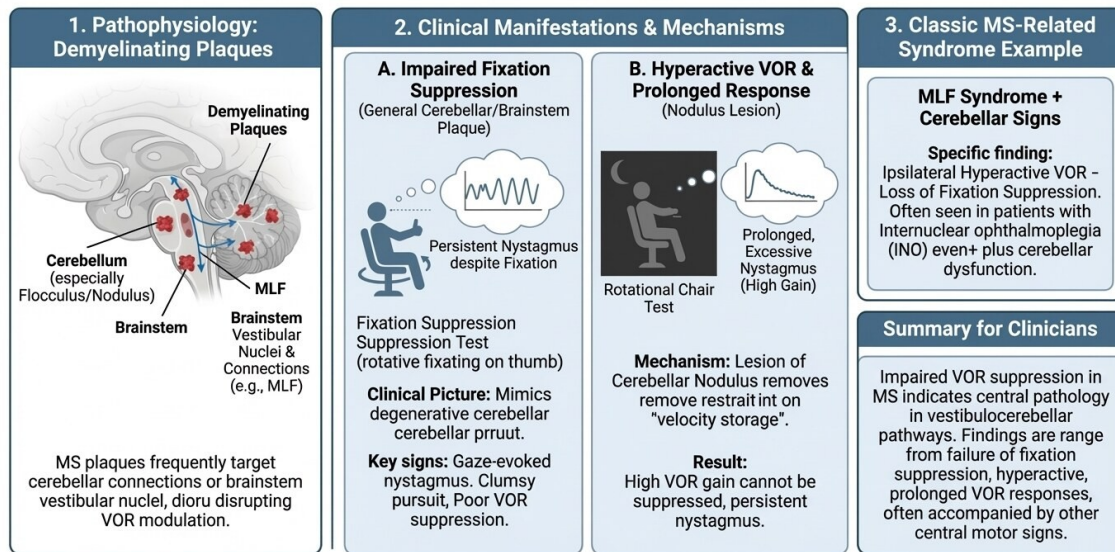 1. Pathophysiology:
Demyelinating Plaques
Demyelinating
Plaques
Cerebellum
(especially
Flocculus/Nodulus)
Brainstem
MLF
Brainstem
Vestibular
Nuclei &
Connections
(e.g., MLF)
MS plaques frequently target
cerebellar connections or brainstem
vestibular nuclei, dioru disrupting
VOR modulation.
2. Clinical Manifestations & Mechanisms
A. Impaired Fixation
Suppression
(General Cerebellar/Brainstem
Plaque)
Persistent Nystagmus
despite Fixation
Fixation Suppression
Suppression Test
(rotative fixating on thumb)
Clinical Picture: Mimics
degenerative cerebellar
cerebellar prruut.
Key signs: Gaze-evoked
nystagmus. Clumsy
pursuit, Poor VOR
suppression.
B. Hyperactive VOR &
Prolonged Response
(Nodulus Lesion)
Rotational Chair
Test
Prolonged,
Excessive
Nystagmus
(High Gain)
Mechanism: Lesion of
Cerebellar Nodulus removes
remove restrait int on
"velocity storage".
Result:
High VOR gain cannot be
suppressed, persistent
nystagmus.
3. Classic MS-Related
Syndrome Example
MLF Syndrome +
Cerebellar Signs
Specific finding:
Ipsilateral Hyperactive VOR –
Loss of Fixation Suppression.
Often seen in patients with
Internuclear ophthalmoplegia
(INO) even+ plus cerebellar
dysfunction.
Summary for Clinicians
Impaired VOR suppression in
MS indicates central pathology
in vestibulocerebellar
pathways. Findings are range
from failure of fixation
suppression, hyperactive,
prolonged VOR responses,
often accompanied by other
central motor signs.